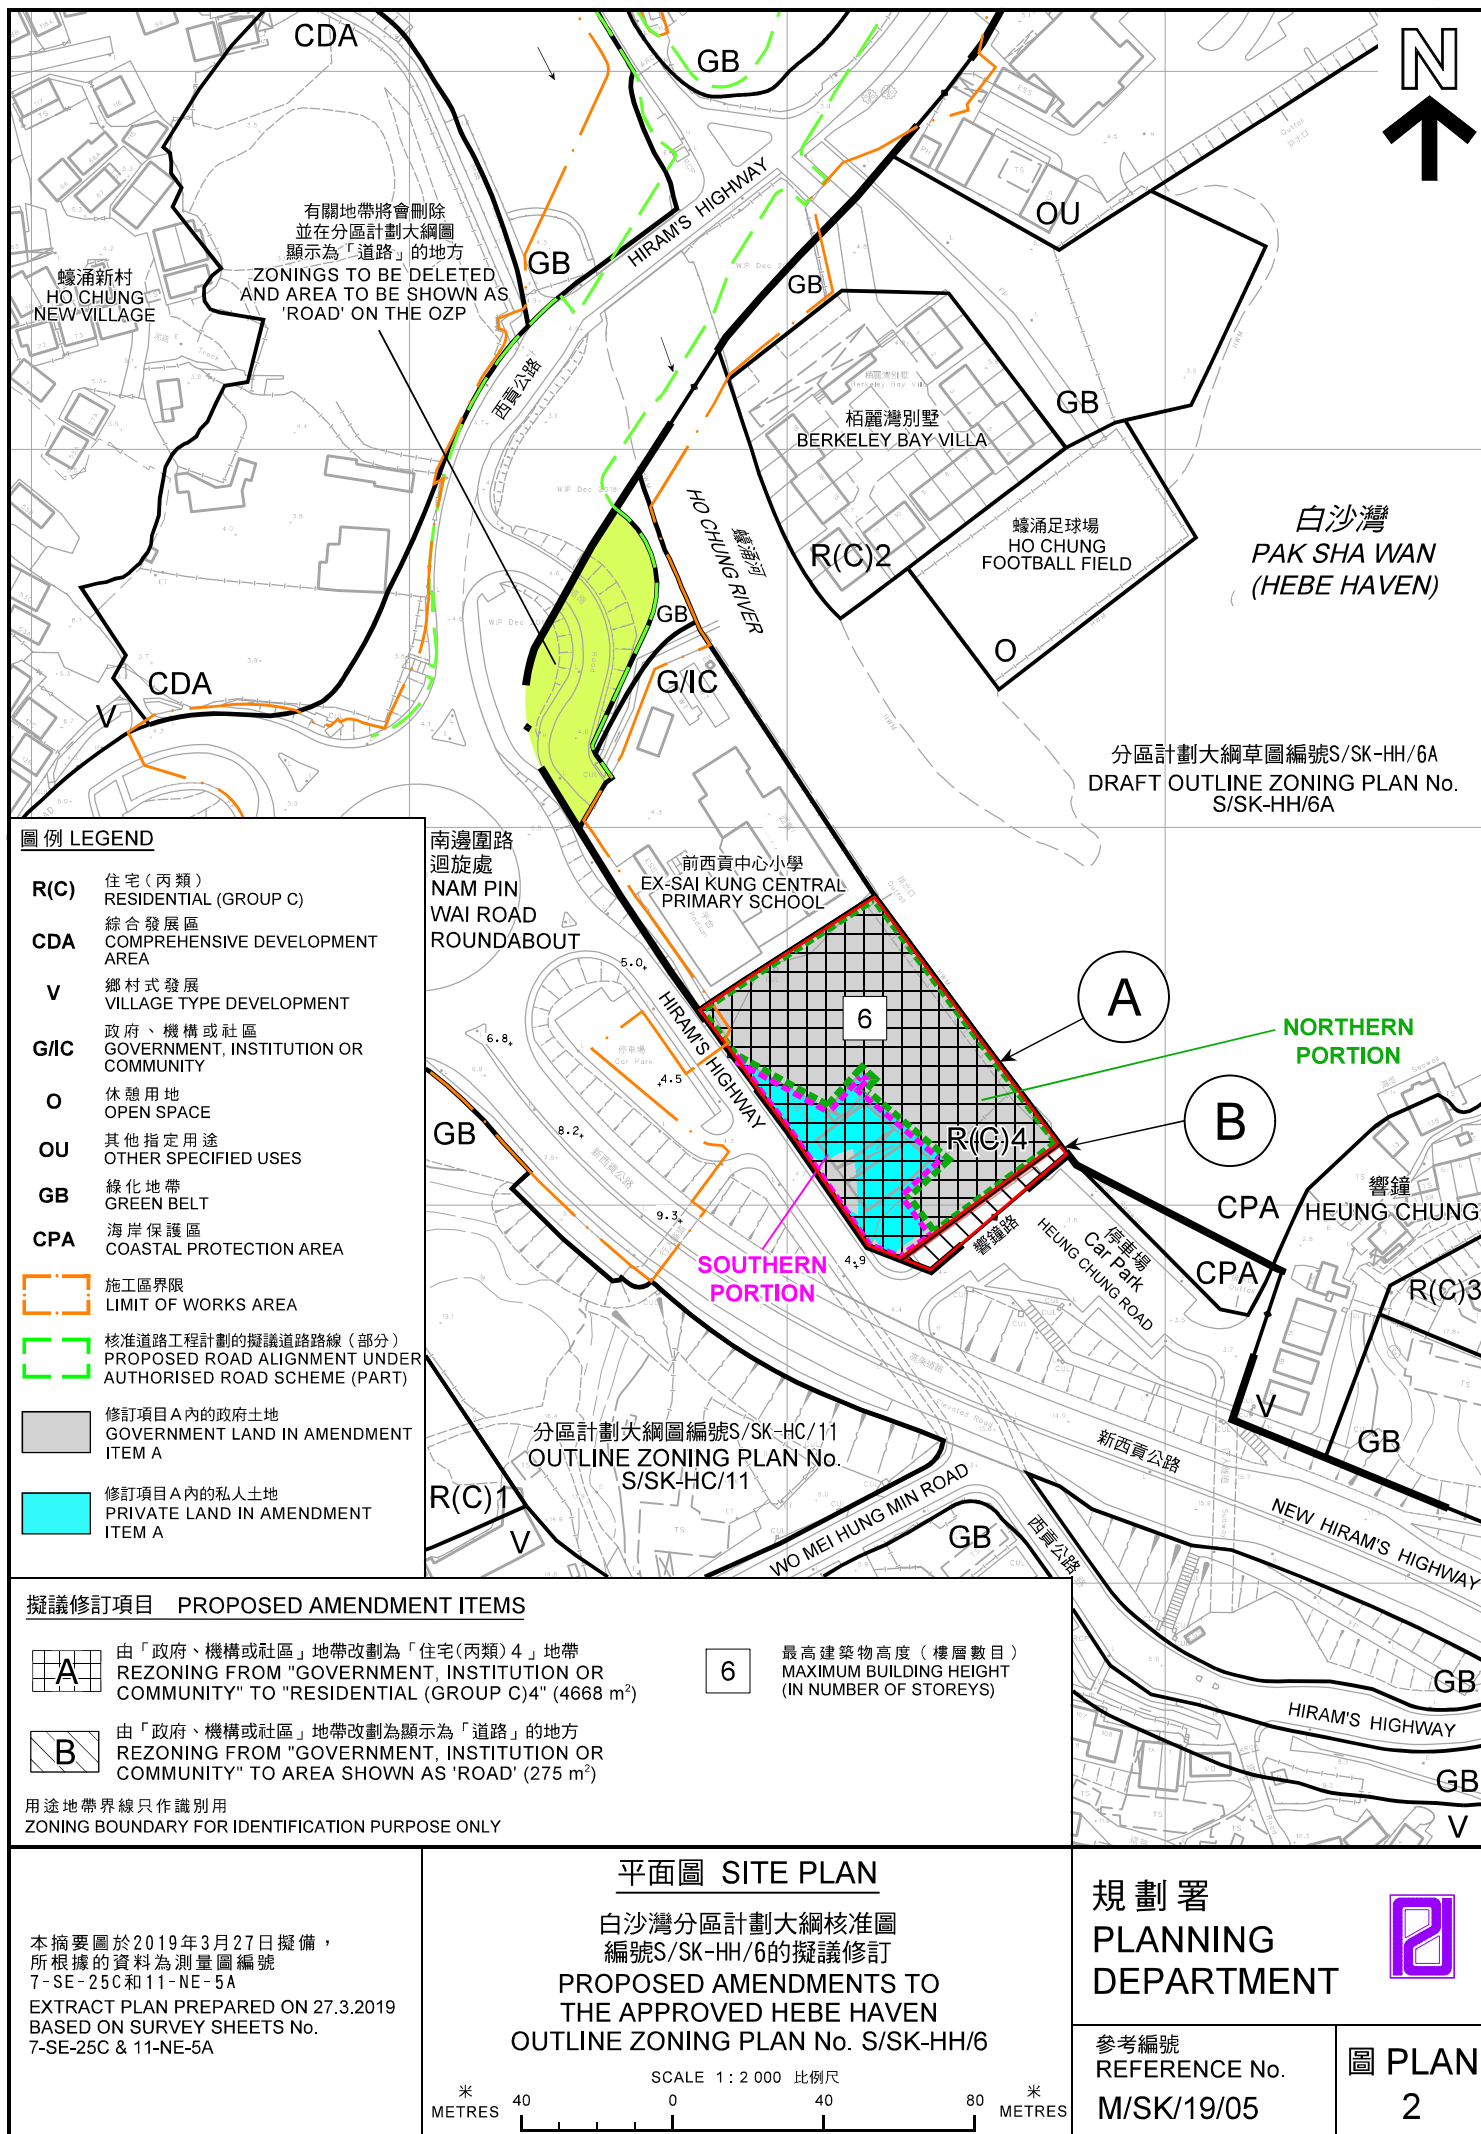 CDA
GB
N
HIRAM'S HIGHWAY
OU
有關地帶將會刪除
並在分區計劃大綱圖
顯示為「道路」的地方
ZONINGS TO BE DELETED
AND AREA TO BE SHOWN AS
'ROAD' ON THE OZP
GB
GB
蠔涌新村
HO CHUNG
NEW VILLAGE
西貢公路
GB
栢麗灣別墅
BERKELEY BAY VILLA
R(C)2
HO CHUNG RIVER
蠔涌河
蠔涌足球場
HO CHUNG
FOOTBALL FIELD
白沙灣
PAK SHA WAN
(HEBE HAVEN)
GB
O
CDA
V
G/IC
分區計劃大綱草圖編號S/SK-HH/6A
DRAFT OUTLINE ZONING PLAN No.
S/SK-HH/6A
南邊圍路
迴旋處
NAM PIN
WAI ROAD
ROUNDABOUT
前西貢中心小學
EX-SAI KUNG CENTRAL
PRIMARY SCHOOL
5.0
6
A
NORTHERN
PORTION
HIRAM'S HIGHWAY
6.8
停車場
Car Park
4.5
8.2
9.3
4.9
GB
新西貢公路
R(C)4
B
SOUTHERN
PORTION
響鐘路
HEUNG CHUNG ROAD
停車場
Car Park
CPA
CPA
響鐘
HEUNG CHUNG
R(C)3
V
GB
分區計劃大綱圖編號S/SK-HC/11
OUTLINE ZONING PLAN No.
S/SK-HC/11
R(C)1
V
WO MEI HUNG MIN ROAD
GB
西貢公路
新西貢公路
NEW HIRAM'S HIGHWAY
GB
HIRAM'S HIGHWAY
GB
V
圖例 LEGEND
R(C) 住宅(丙類)
RESIDENTIAL (GROUP C)
CDA 綜合發展區
COMPREHENSIVE DEVELOPMENT
AREA
V 鄉村式發展
VILLAGE TYPE DEVELOPMENT
G/IC 政府、機構或社區
GOVERNMENT, INSTITUTION OR
COMMUNITY
O 休憩用地
OPEN SPACE
OU 其他指定用途
OTHER SPECIFIED USES
GB 綠化地帶
GREEN BELT
CPA 海岸保護區
COASTAL PROTECTION AREA
施工區界限
LIMIT OF WORKS AREA
核准道路工程計劃的擬議道路路線(部分)
PROPOSED ROAD ALIGNMENT UNDER
AUTHORISED ROAD SCHEME (PART)
修訂項目A內的政府土地
GOVERNMENT LAND IN AMENDMENT
ITEM A
修訂項目A內的私人土地
PRIVATE LAND IN AMENDMENT
ITEM A
擬議修訂項目 PROPOSED AMENDMENT ITEMS
A 由「政府、機構或社區」地帶改劃為「住宅(丙類)4」地帶
REZONING FROM "GOVERNMENT, INSTITUTION OR
COMMUNITY" TO "RESIDENTIAL (GROUP C)4" (4668 m²)
6 最高建築物高度(樓層數目)
MAXIMUM BUILDING HEIGHT
(IN NUMBER OF STOREYS)
B 由「政府、機構或社區」地帶改劃為顯示為「道路」的地方
REZONING FROM "GOVERNMENT, INSTITUTION OR
COMMUNITY" TO AREA SHOWN AS 'ROAD' (275 m²)
用途地帶界線只作識別用
ZONING BOUNDARY FOR IDENTIFICATION PURPOSE ONLY
本摘要圖於2019年3月27日擬備，
所根據的資料為測量圖編號
7-SE-25C和11-NE-5A
EXTRACT PLAN PREPARED ON 27.3.2019
BASED ON SURVEY SHEETS No.
7-SE-25C & 11-NE-5A
平面圖 SITE PLAN
白沙灣分區計劃大綱核准圖
編號S/SK-HH/6的擬議修訂
PROPOSED AMENDMENTS TO
THE APPROVED HEBE HAVEN
OUTLINE ZONING PLAN No. S/SK-HH/6
SCALE 1 : 2 000 比例尺
米
METRES 40 0 40 80 米
METRES
規劃署
PLANNING
DEPARTMENT
參考編號
REFERENCE No.
M/SK/19/05
圖 PLAN
2